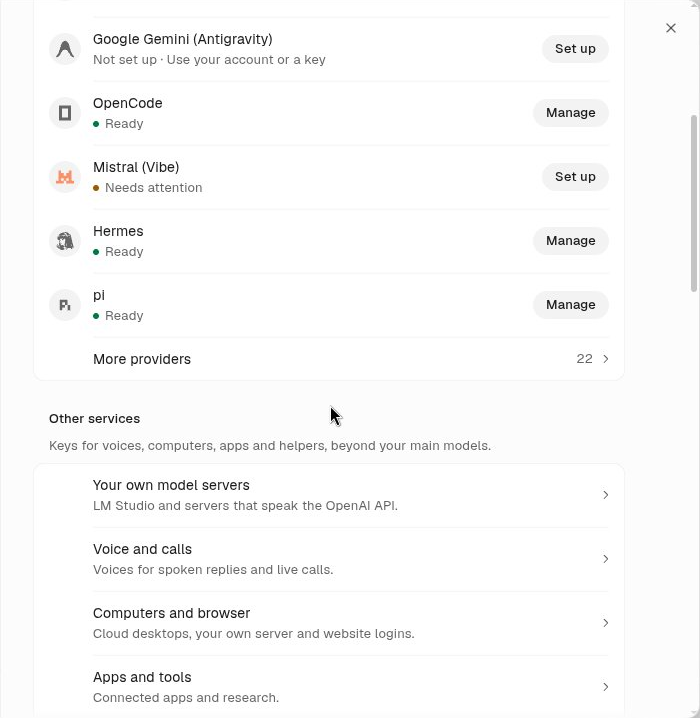 Google Gemini (Antigravity)
Not set up · Use your account or a key
Set up
OpenCode
Ready
Manage
Mistral (Vibe)
Needs attention
Set up
Hermes
Ready
Manage
pi
Ready
Manage
More providers
22
Other services
Keys for voices, computers, apps and helpers, beyond your main models.
Your own model servers
LM Studio and servers that speak the OpenAI API.
Voice and calls
Voices for spoken replies and live calls.
Computers and browser
Cloud desktops, your own server and website logins.
Apps and tools
Connected apps and research.